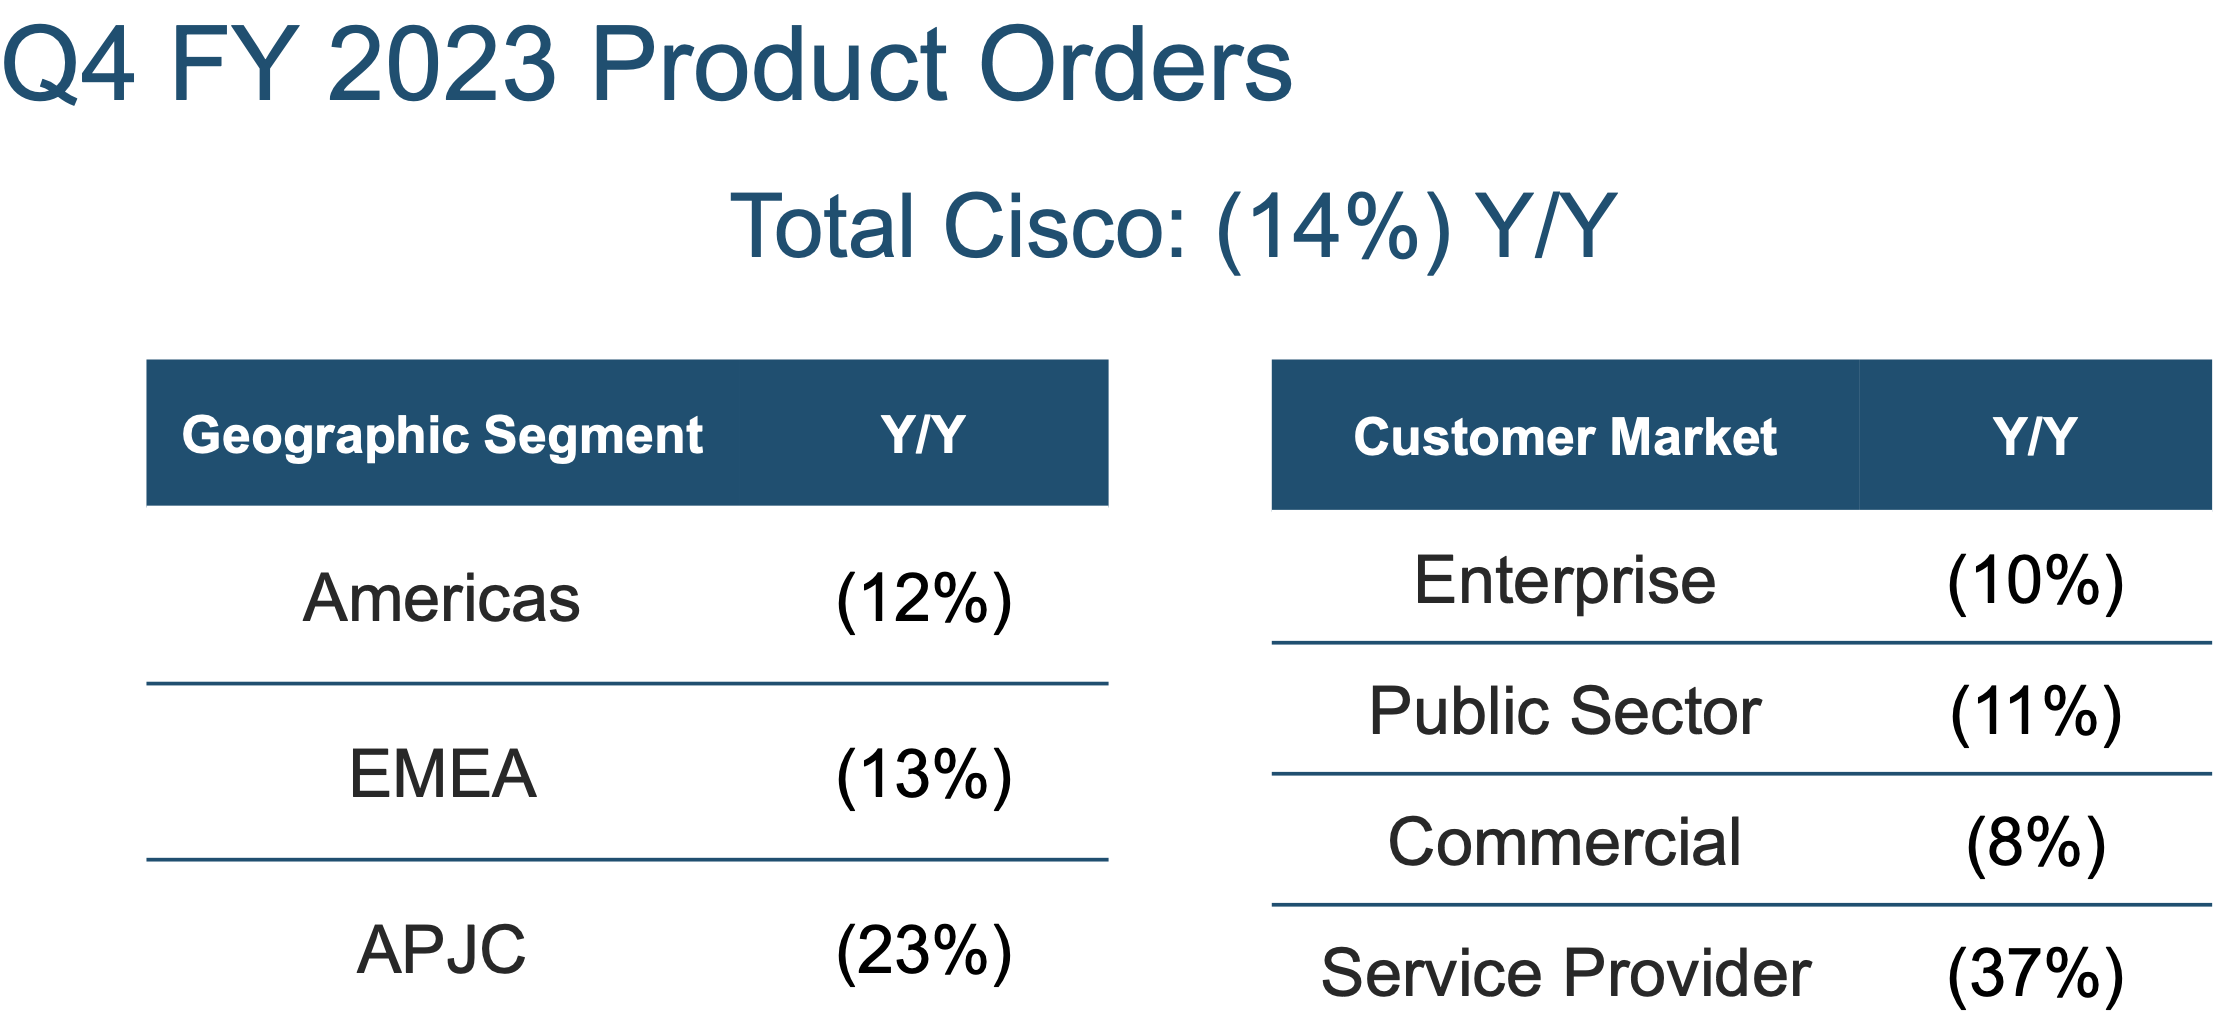 Q4 FY 2023 Product Orders
Total Cisco: (14%) Y/Y
Geographic Segment Y/Y
Americas (12%)
EMEA (13%)
APJC (23%)
Customer Market Y/Y
Enterprise (10%)
Public Sector (11%)
Commercial (8%)
Service Provider (37%)